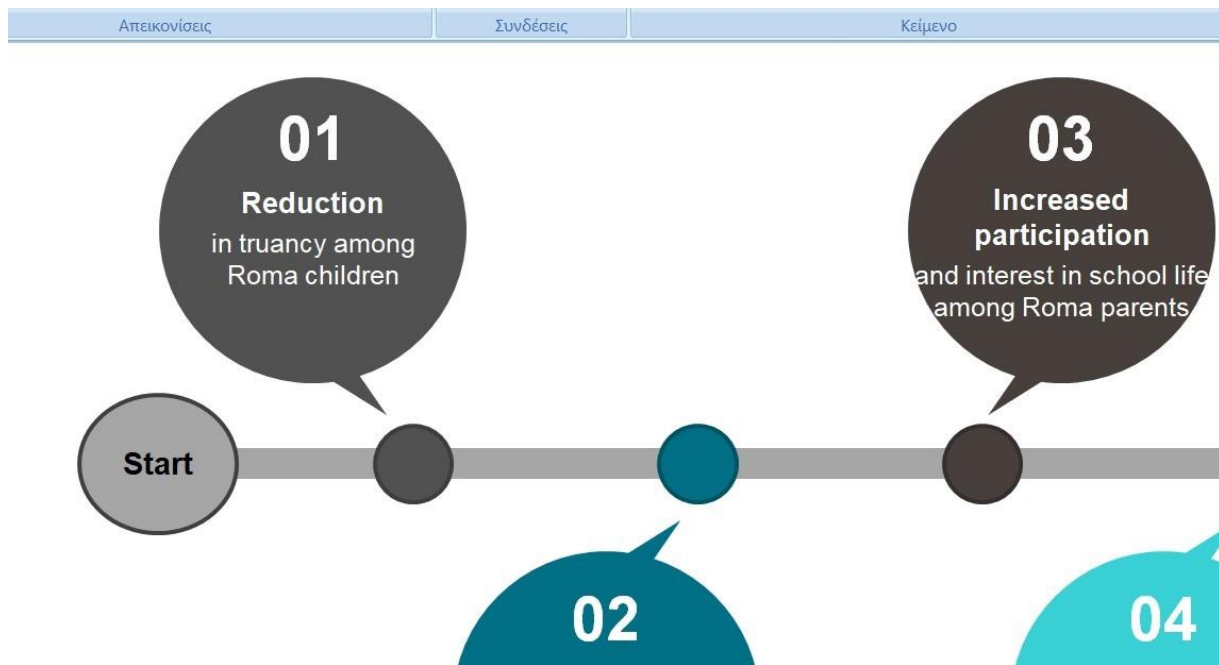 Απεικονίσεις Συνδέσεις Κείμενο
01
Reduction
in truancy among
Roma children
03
Increased
participation
and interest in school life
among Roma parents
Start
02
04